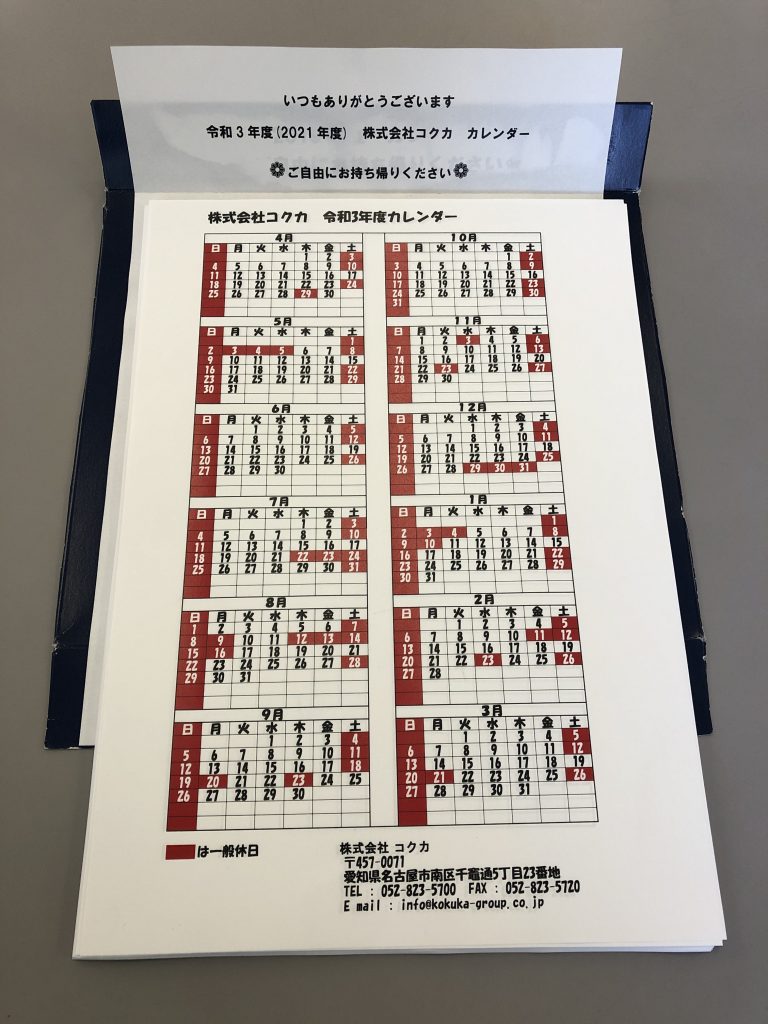 いつもありがとうございます
令和3年度(2021年度) 株式会社コクカ カレンダー
❁ご自由にお持ち帰りください❁
株式会社コクカ 令和3年度カレンダー
4月
日 月 火 水 木 金 土
1 2 3
4 5 6 7 8 9 10
11 12 13 14 15 16 17
18 19 20 21 22 23 24
25 26 27 28 29 30
5月
日 月 火 水 木 金 土
1
2 3 4 5 6 7 8
9 10 11 12 13 14 15
16 17 18 19 20 21 22
23 24 25 26 27 28 29
30 31
6月
日 月 火 水 木 金 土
1 2 3 4 5
6 7 8 9 10 11 12
13 14 15 16 17 18 19
20 21 22 23 24 25 26
27 28 29 30
7月
日 月 火 水 木 金 土
1 2 3
4 5 6 7 8 9 10
11 12 13 14 15 16 17
18 19 20 21 22 23 24
25 26 27 28 29 30 31
8月
日 月 火 水 木 金 土
1 2 3 4 5 6 7
8 9 10 11 12 13 14
15 16 17 18 19 20 21
22 23 24 25 26 27 28
29 30 31
9月
日 月 火 水 木 金 土
1 2 3 4
5 6 7 8 9 10 11
12 13 14 15 16 17 18
19 20 21 22 23 24 25
26 27 28 29 30
10月
日 月 火 水 木 金 土
1 2
3 4 5 6 7 8 9
10 11 12 13 14 15 16
17 18 19 20 21 22 23
24 25 26 27 28 29 30
31
11月
日 月 火 水 木 金 土
1 2 3 4 5 6
7 8 9 10 11 12 13
14 15 16 17 18 19 20
21 22 23 24 25 26 27
28 29 30
12月
日 月 火 水 木 金 土
1 2 3 4
5 6 7 8 9 10 11
12 13 14 15 16 17 18
19 20 21 22 23 24 25
26 27 28 29 30 31
1月
日 月 火 水 木 金 土
1
2 3 4 5 6 7 8
9 10 11 12 13 14 15
16 17 18 19 20 21 22
23 24 25 26 27 28 29
30 31
2月
日 月 火 水 木 金 土
1 2 3 4 5
6 7 8 9 10 11 12
13 14 15 16 17 18 19
20 21 22 23 24 25 26
27 28
3月
日 月 火 水 木 金 土
1 2 3 4 5
6 7 8 9 10 11 12
13 14 15 16 17 18 19
20 21 22 23 24 25 26
27 28 29 30 31
は一般休日
株式会社 コクカ
〒457-0071
愛知県名古屋市南区千竈通5丁目23番地
TEL : 052-823-5700 FAX : 052-823-5720
E mail : info@kokuka-group.co.jp